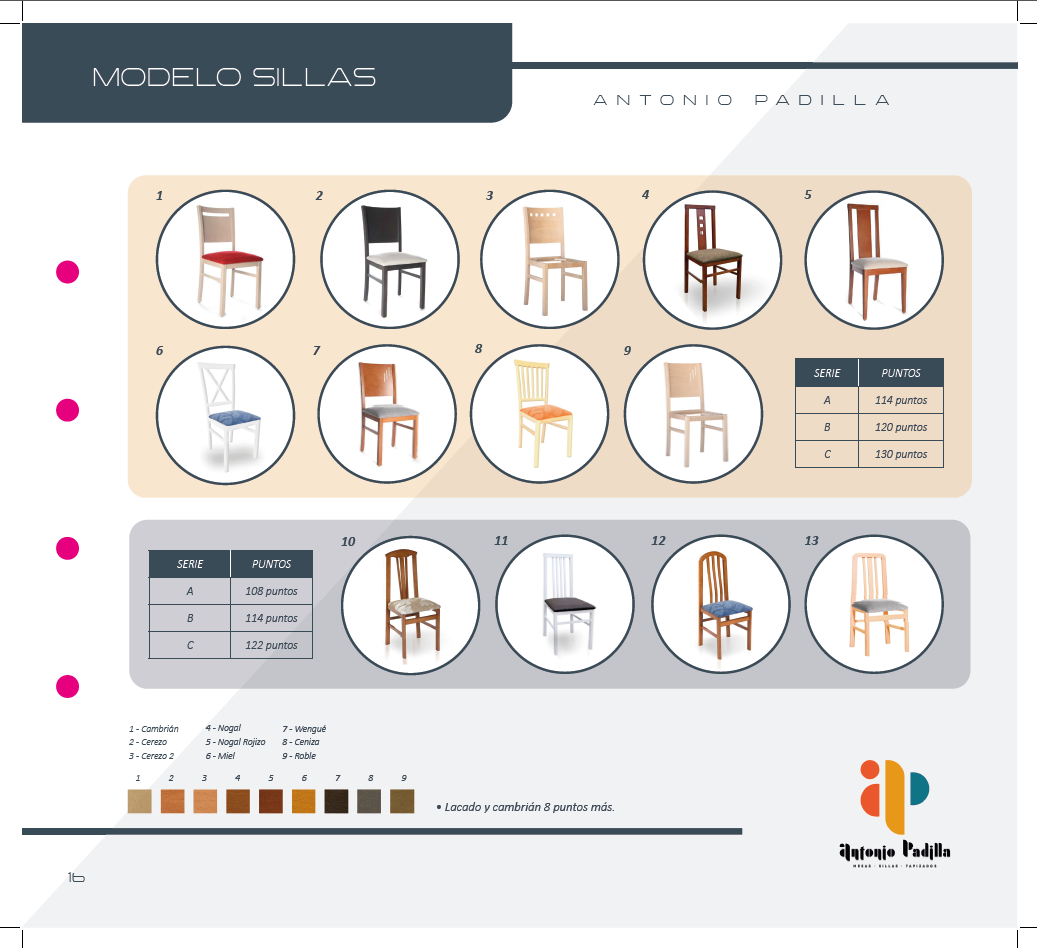 MODELO SILLAS
ANTONIO PADILLA
1 2 3 4 5
6 7 8 9
SERIE PUNTOS
A 114 puntos
B 120 puntos
C 130 puntos
10 11 12 13
SERIE PUNTOS
A 108 puntos
B 114 puntos
C 122 puntos
1 - Cambrián 4 - Nogal 7 - Wengué
2 - Cerezo 5 - Nogal Rojizo 8 - Ceniza
3 - Cerezo 2 6 - Miel 9 - Roble
1 2 3 4 5 6 7 8 9
• Lacado y cambrián 8 puntos más.
Antonio Padilla
MESAS · SILLAS · TAPIZADOS
16